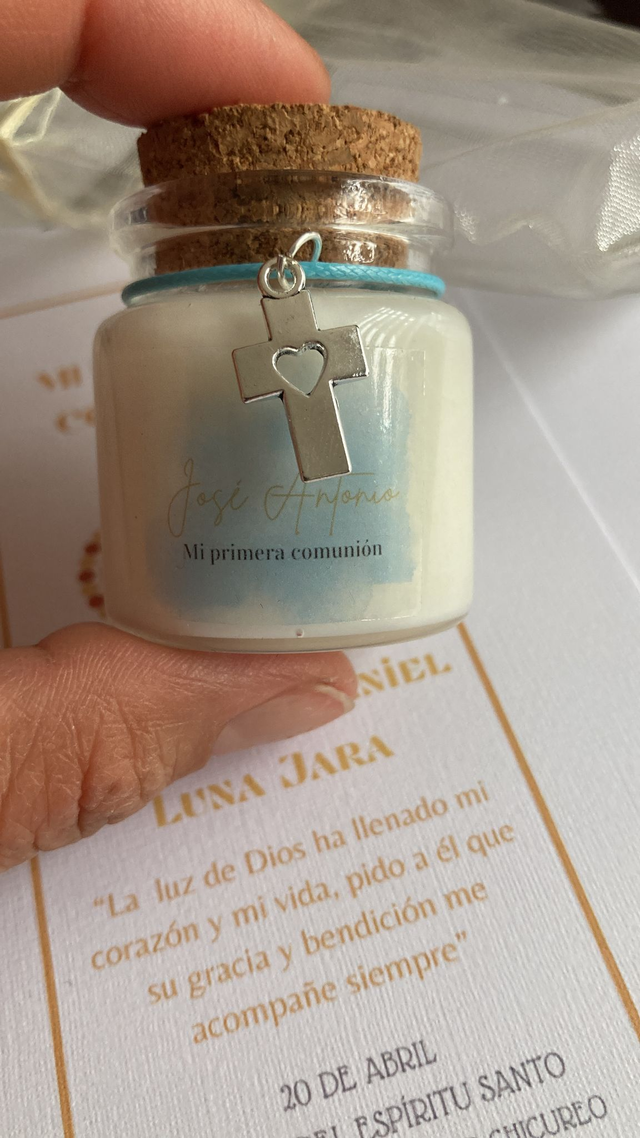 José Antonio
Mi primera comunión
MI
LUNA JARA
"La luz de Dios ha llenado mi
corazón y mi vida, pido a él que
su gracia y bendición me
acompañe siempre"
20 DE ABRIL
DEL ESPÍRITU SANTO
CHICUREO